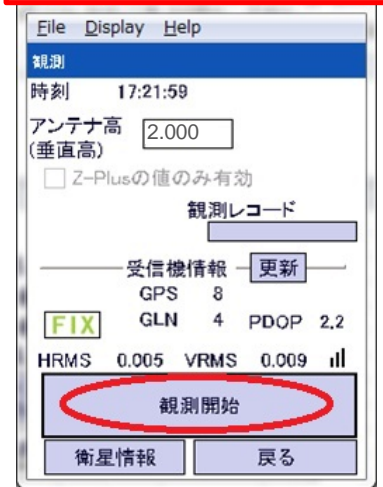 File Display Help
観測
時刻 17:21:59
アンテナ高 2.000
(垂直高)
Z-Plusの値のみ有効
観測レコード
受信機情報 更新
GPS 8
FIX GLN 4 PDOP 2.2
HRMS 0.005 VRMS 0.009
観測開始
衛星情報 戻る